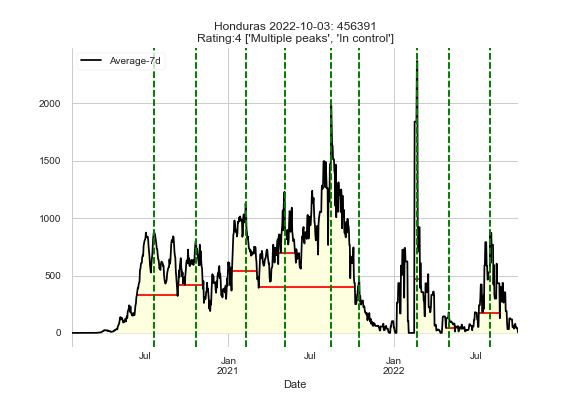 Honduras 2022-10-03: 456391
Rating:4 ['Multiple peaks', 'In control']
Average-7d
2000
1500
1000
500
0
Jul
Jan
2021
Jul
Jan
2022
Jul
Date